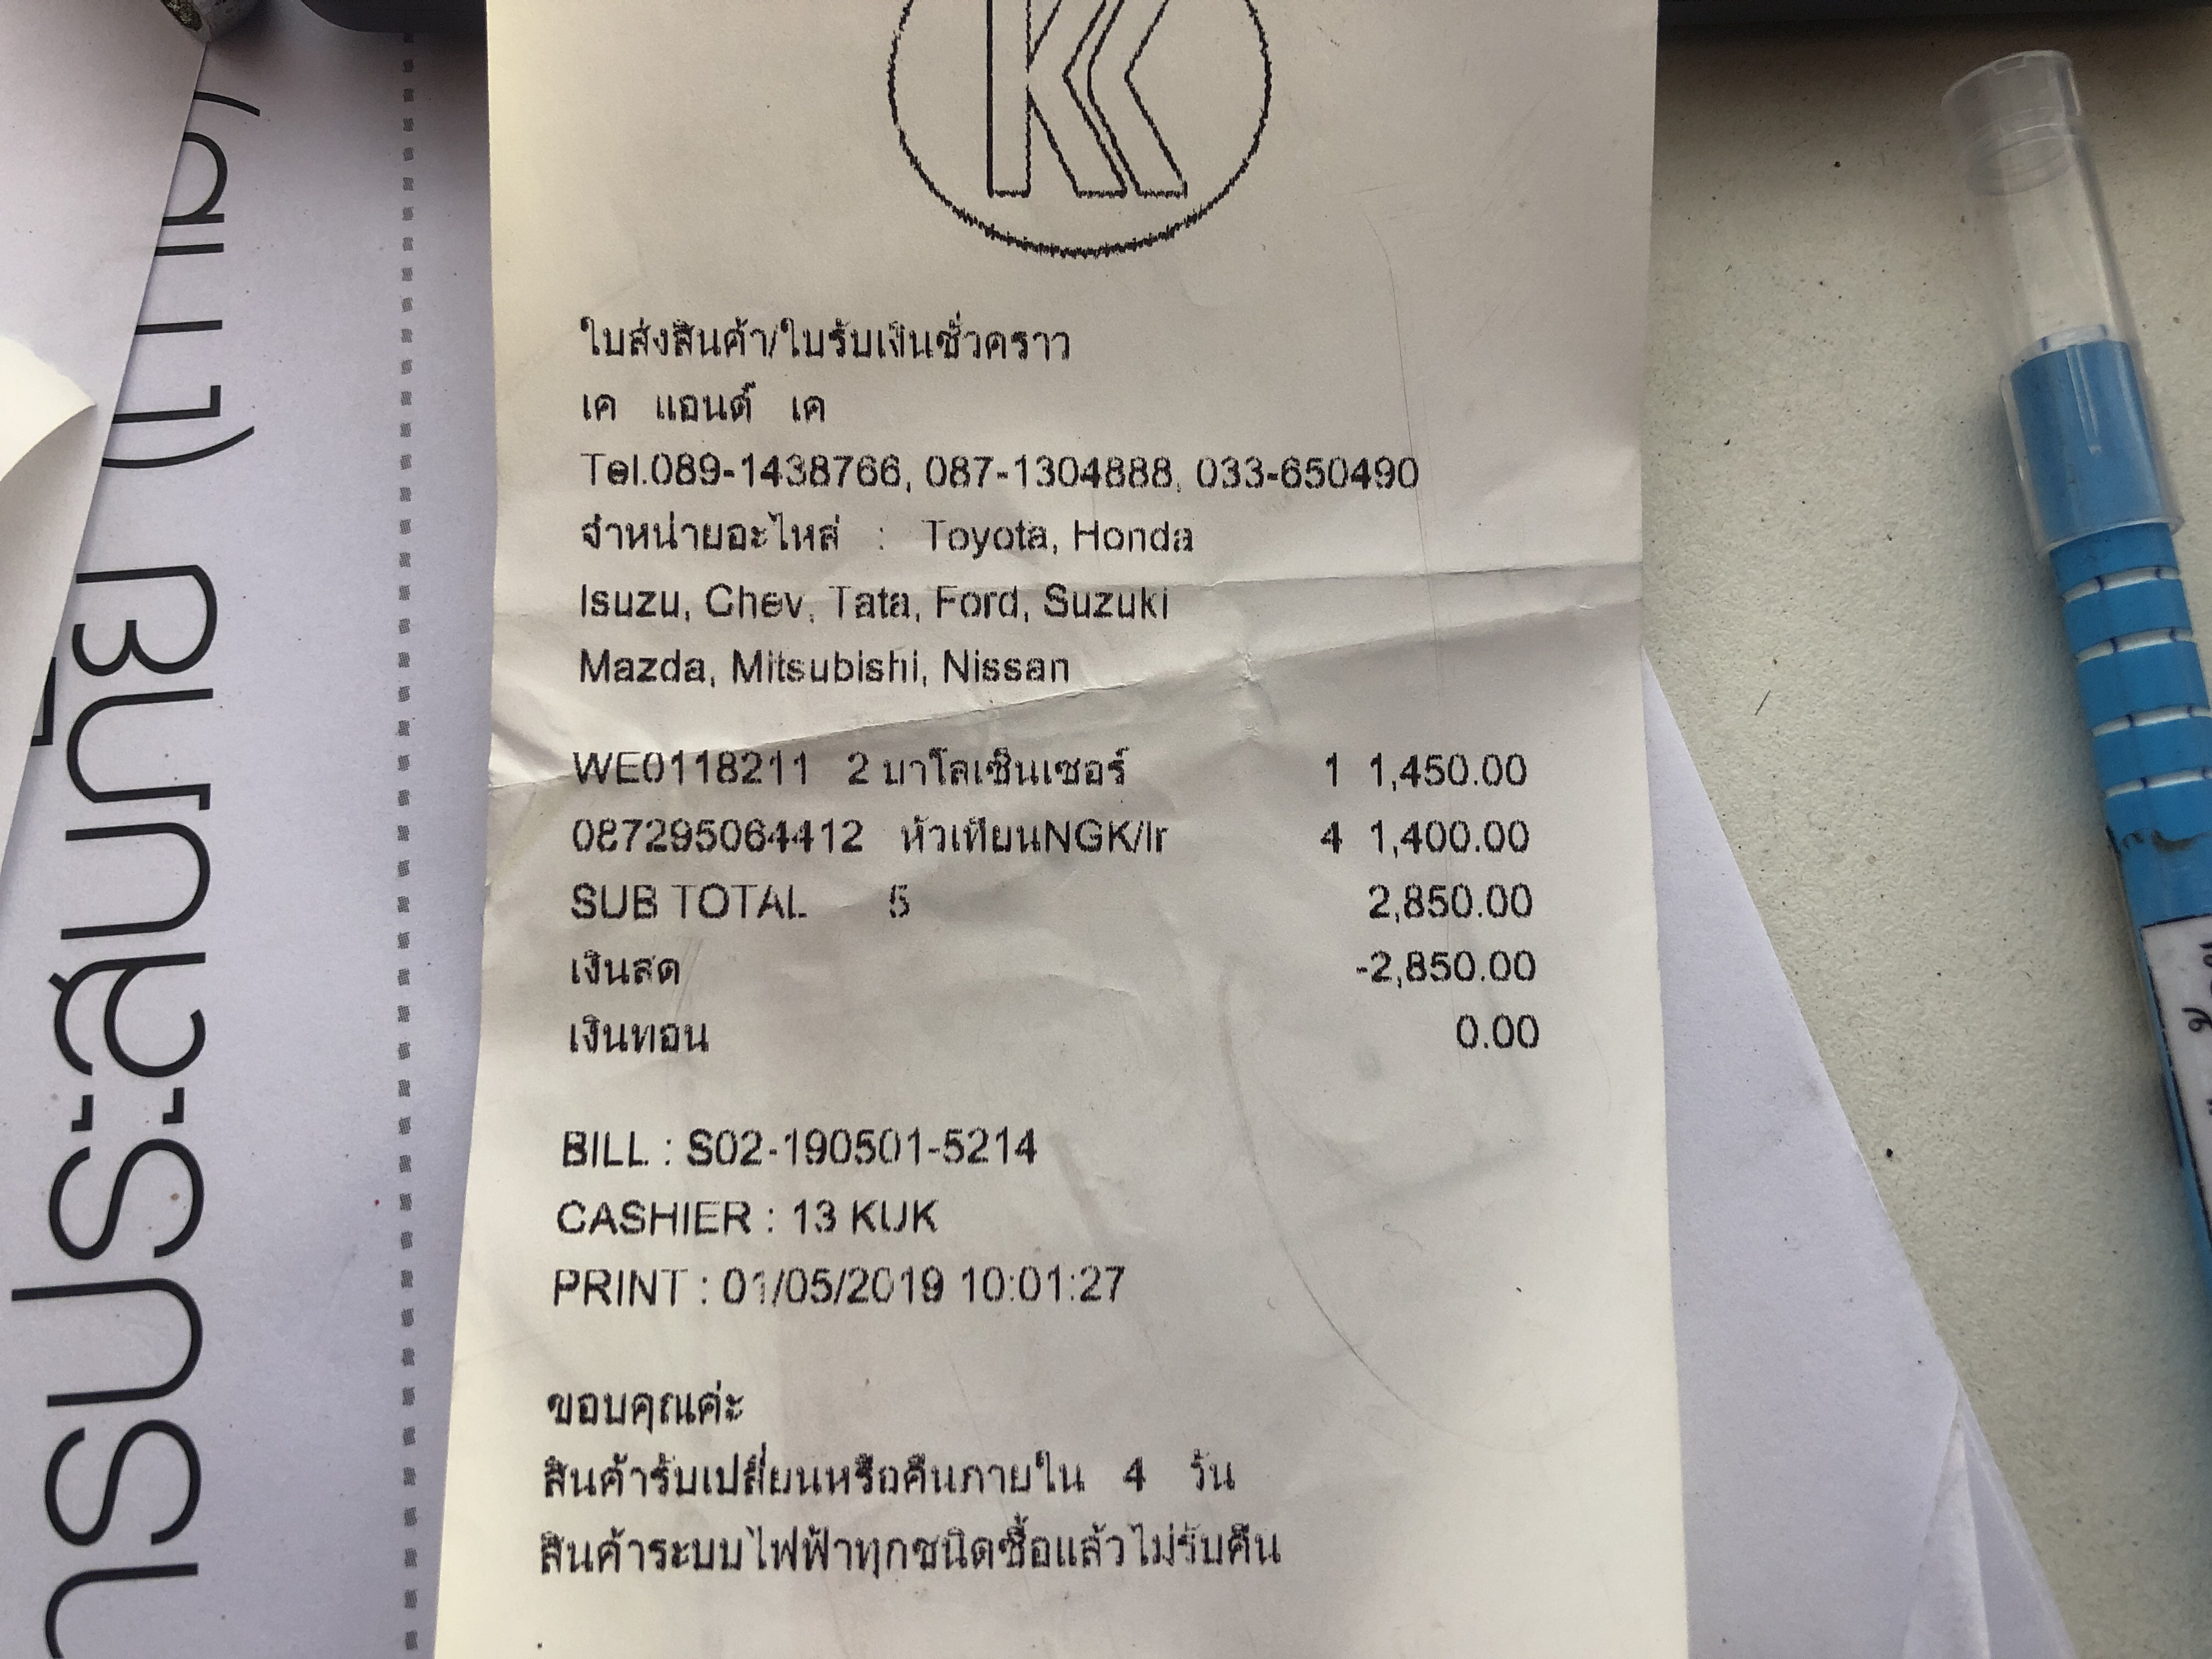 KK
ใบส่งสินค้า/ใบรับเงินชั่วคราว
เค แอนด์ เค
Tel.089-1438766, 087-1304888, 033-650490
จำหน่ายอะไหล่ : Toyota, Honda
Isuzu, Chev, Tata, Ford, Suzuki
Mazda, Mitsubishi, Nissan
WE0118211 2 บาโลเซ็นเซอร์ 1 1,450.00
087295064412 หัวเทียนNGK/Ir 4 1,400.00
SUB TOTAL 5 2,850.00
เงินสด -2,850.00
เงินทอน 0.00
BILL : S02-190501-5214
CASHIER : 13 KUK
PRINT : 01/05/2019 10:01:27
ขอบคุณค่ะ
สินค้ารับเปลี่ยนหรือคืนภายใน 4 วัน
สินค้าระบบไฟฟ้าทุกชนิดซื้อแล้วไม่รับคืน